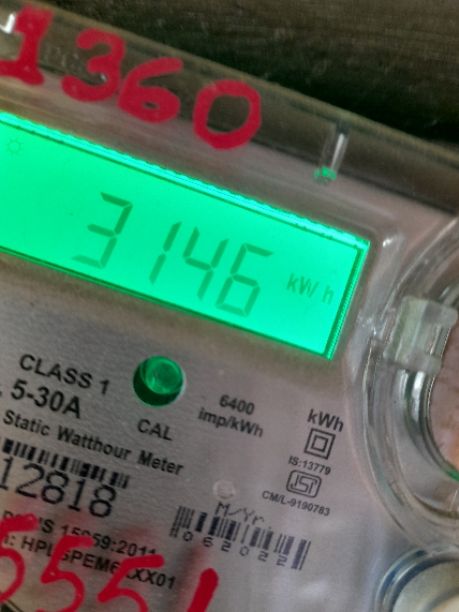 1360
3146 kWh
CLASS 1
5-30A
6400
imp/kWh
kWh
CAL
Static Watthour Meter
IS:13779
12818
CM/L-9190783
M/Yr.
062022
5551